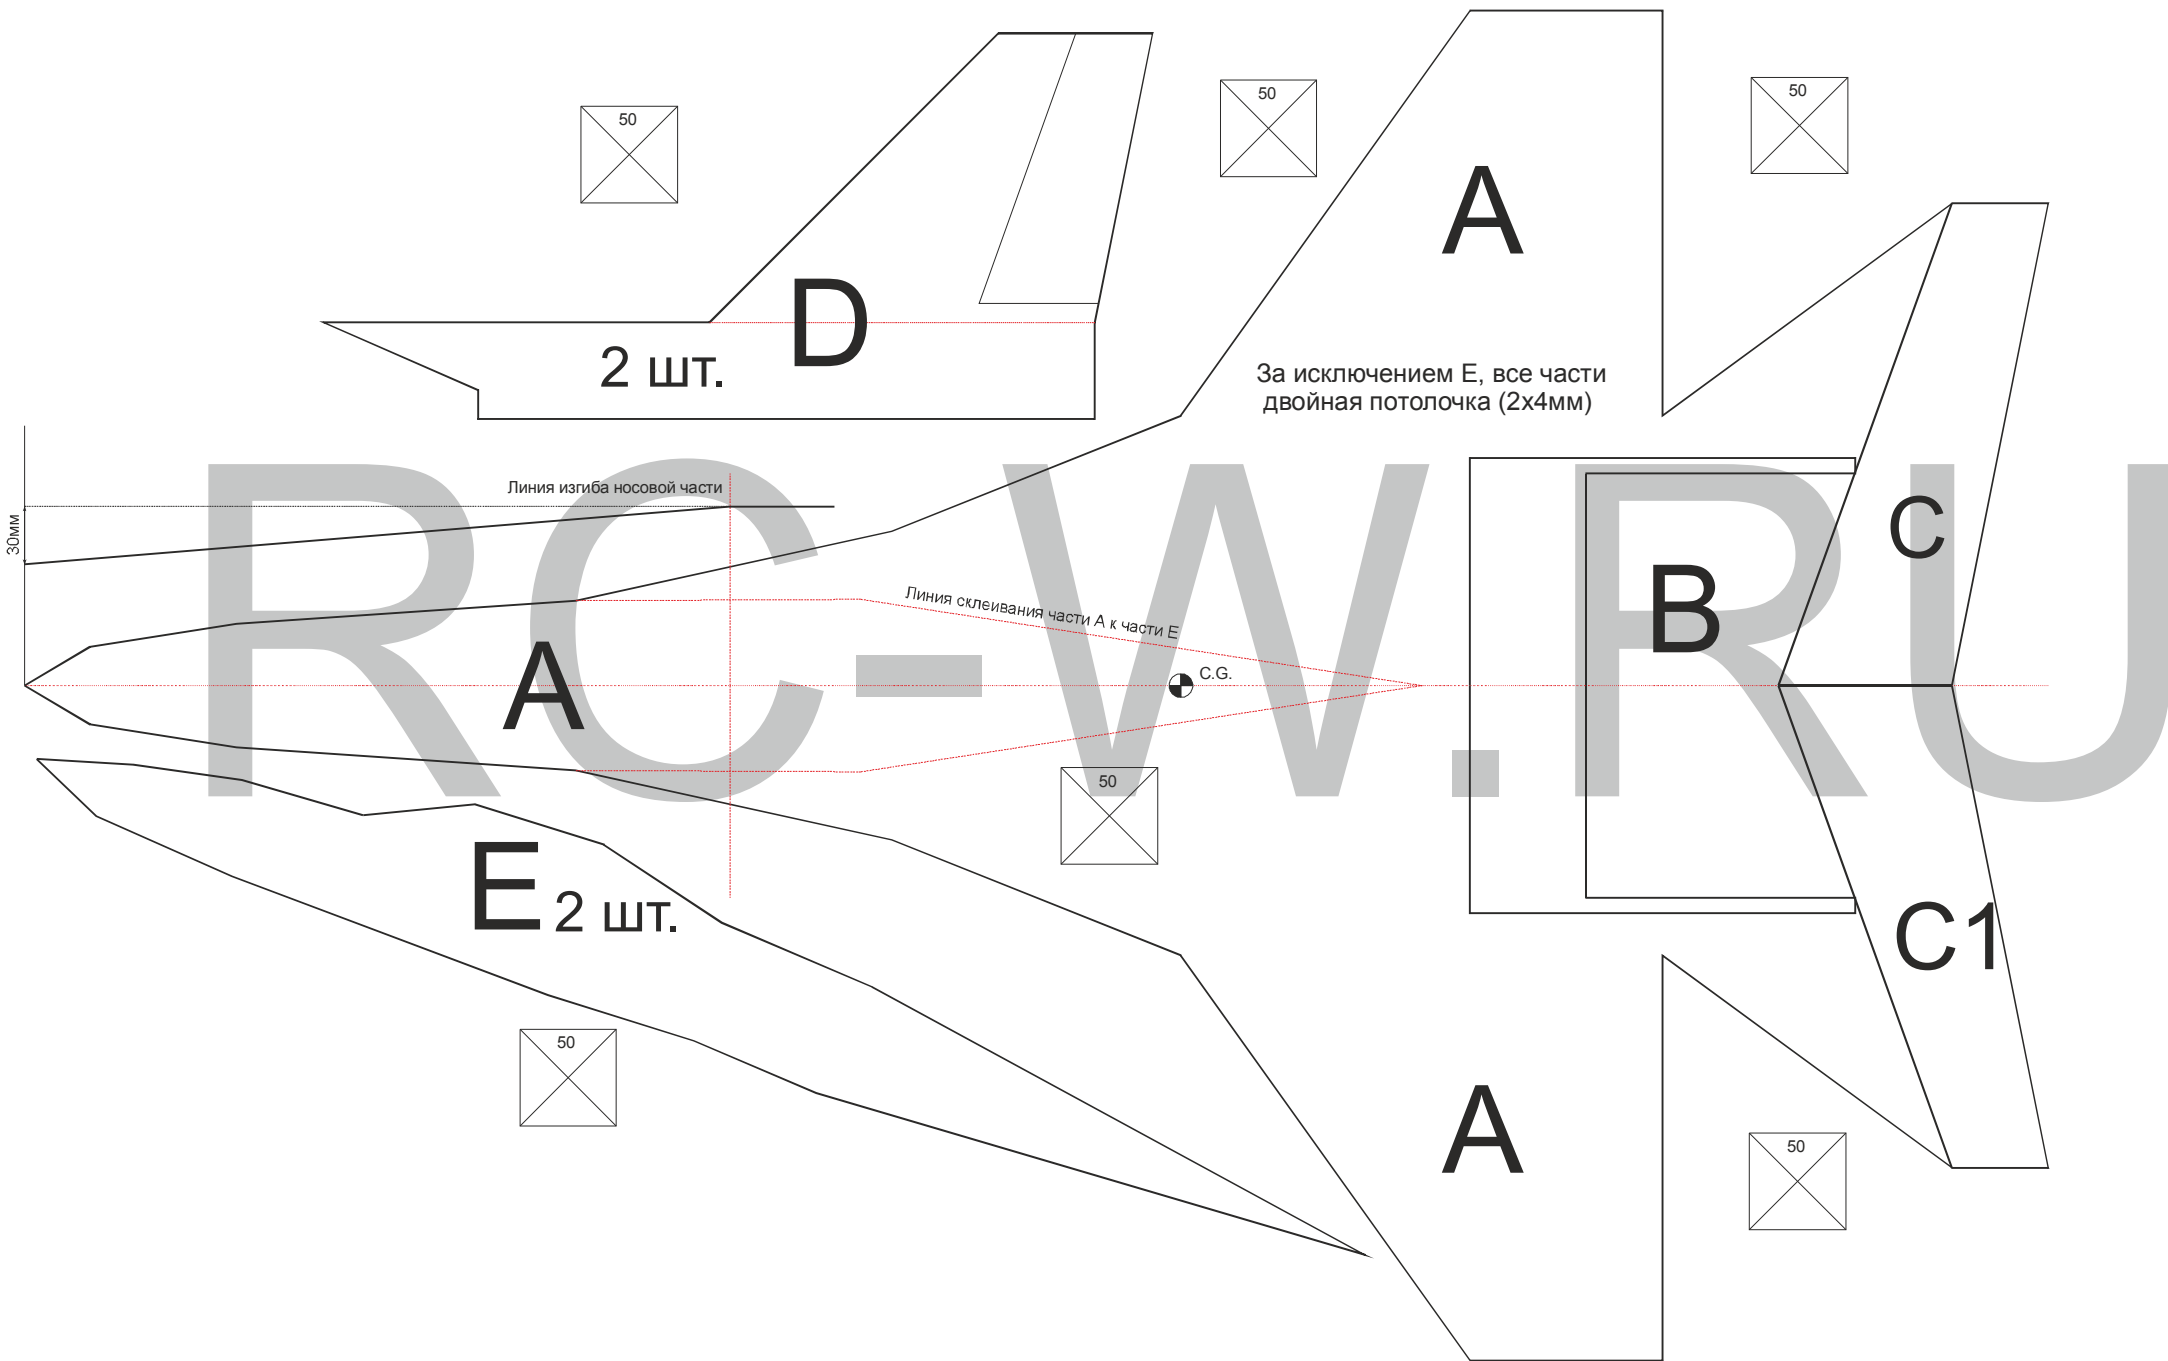 50
50
50
A
D
2 шт.
За исключением Е, все части
двойная потолочка (2х4мм)
Линия изгиба носовой части
30мм
RC-W.RU
C
B
Линия склеивания части А к части Е
C.G.
A
50
E 2 шт.
C1
50
A
50